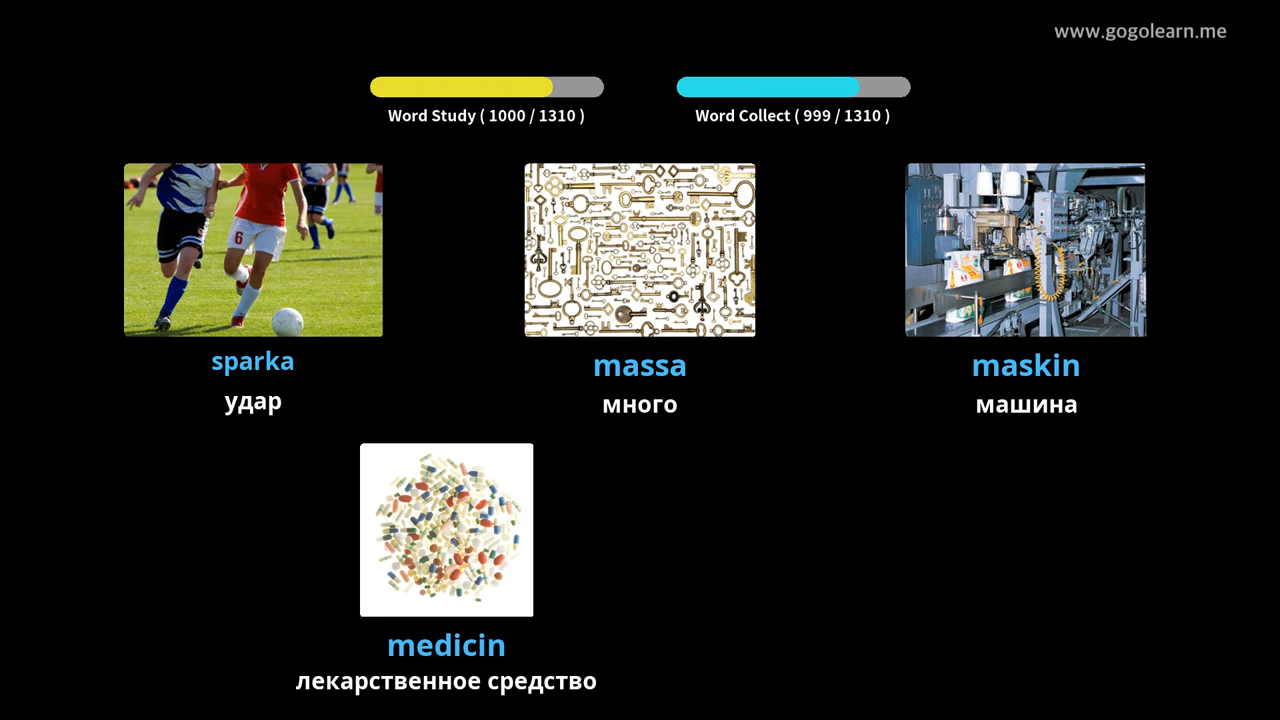 www.gogolearn.me
Word Study ( 1000 / 1310 )
Word Collect ( 999 / 1310 )
sparka
удар
massa
много
maskin
машина
medicin
лекарственное средство